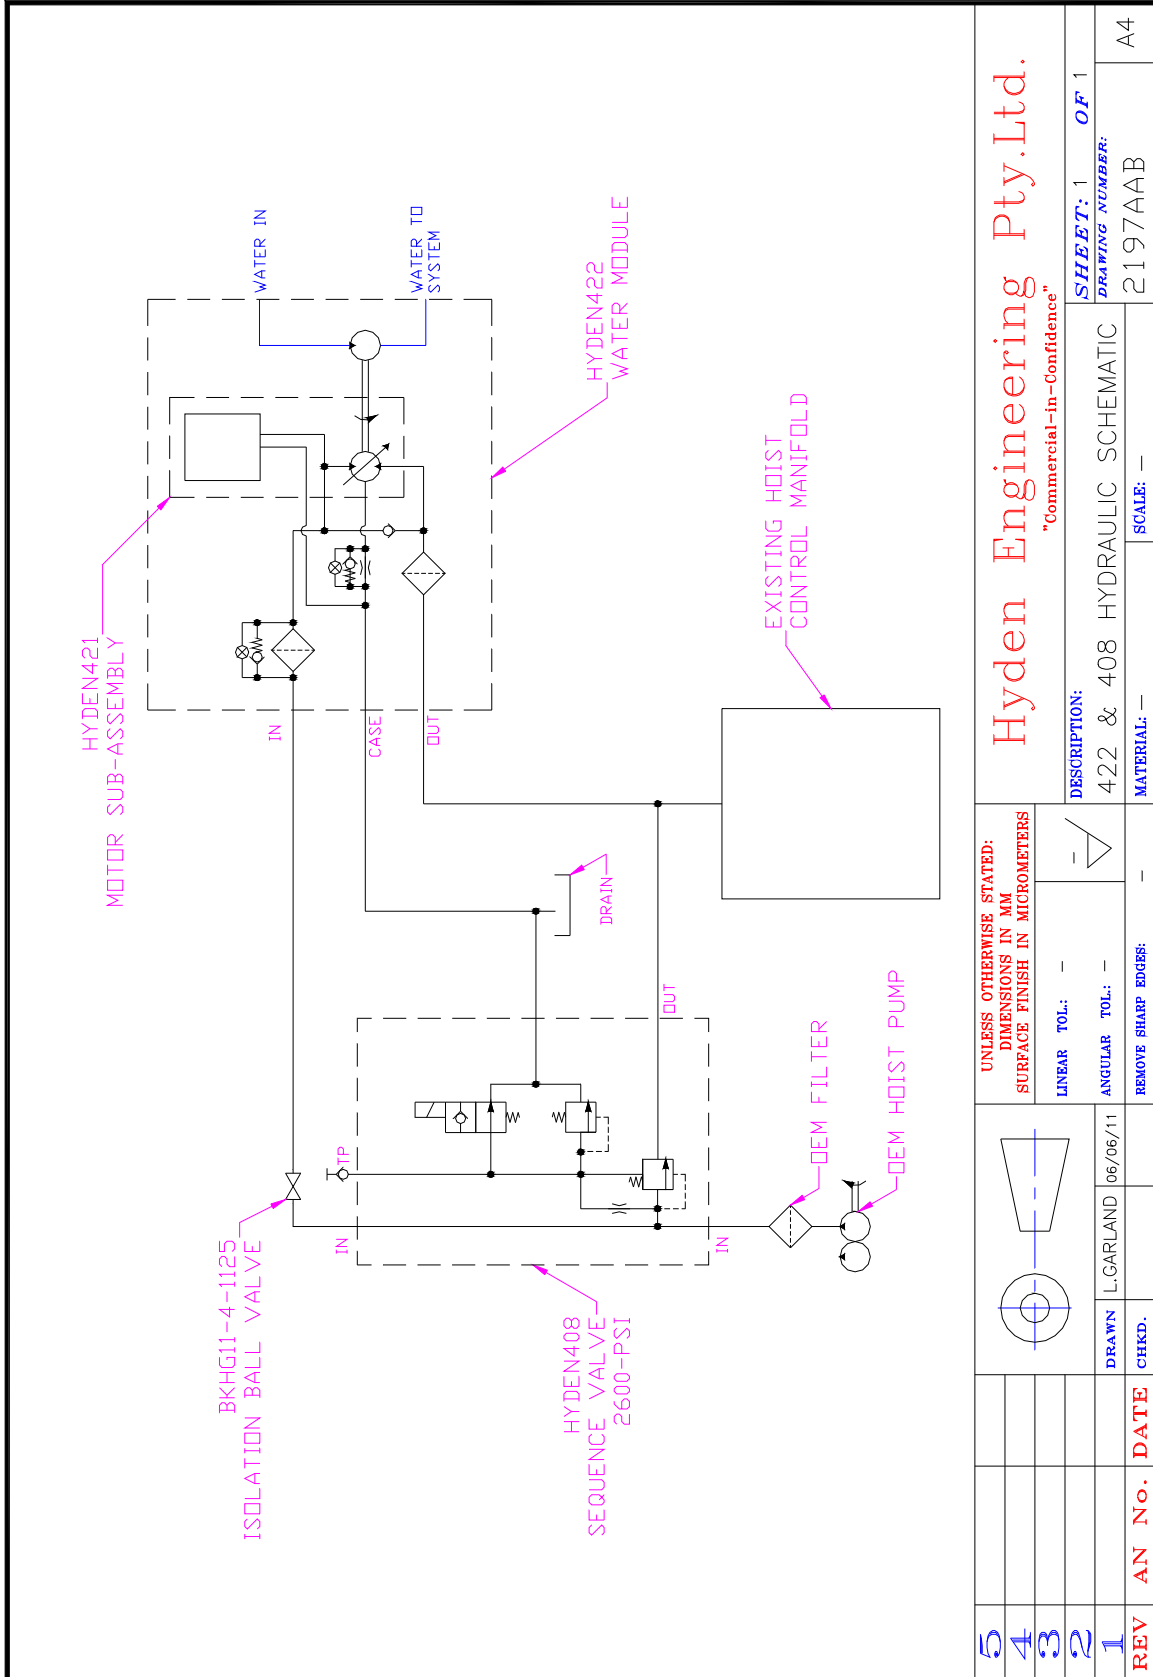 HYDEN421
MOTOR SUB-ASSEMBLY
WATER IN
WATER TO
SYSTEM
HYDEN422
WATER MODULE
IN
CASE
OUT
BKHG11-4-1125
ISOLATION BALL VALVE
IN
TP
DRAIN
EXISTING HOIST
CONTROL MANIFOLD
OUT
IN
HYDEN408
SEQUENCE VALVE
2600-PSI
OEM FILTER
OEM HOIST PUMP
5
4
3
2
1
REV AN No. DATE
DRAWN L.GARLAND 06/06/11
CHKD.
UNLESS OTHERWISE STATED:
DIMENSIONS IN MM
SURFACE FINISH IN MICROMETERS
LINEAR TOL.: -
ANGULAR TOL.: -
REMOVE SHARP EDGES: -
-
Hyden Engineering Pty.Ltd.
"Commercial-in-Confidence"
DESCRIPTION:
422 & 408 HYDRAULIC SCHEMATIC
MATERIAL: -
SCALE: -
SHEET: 1 OF 1
DRAWING NUMBER:
2197AAB
A4